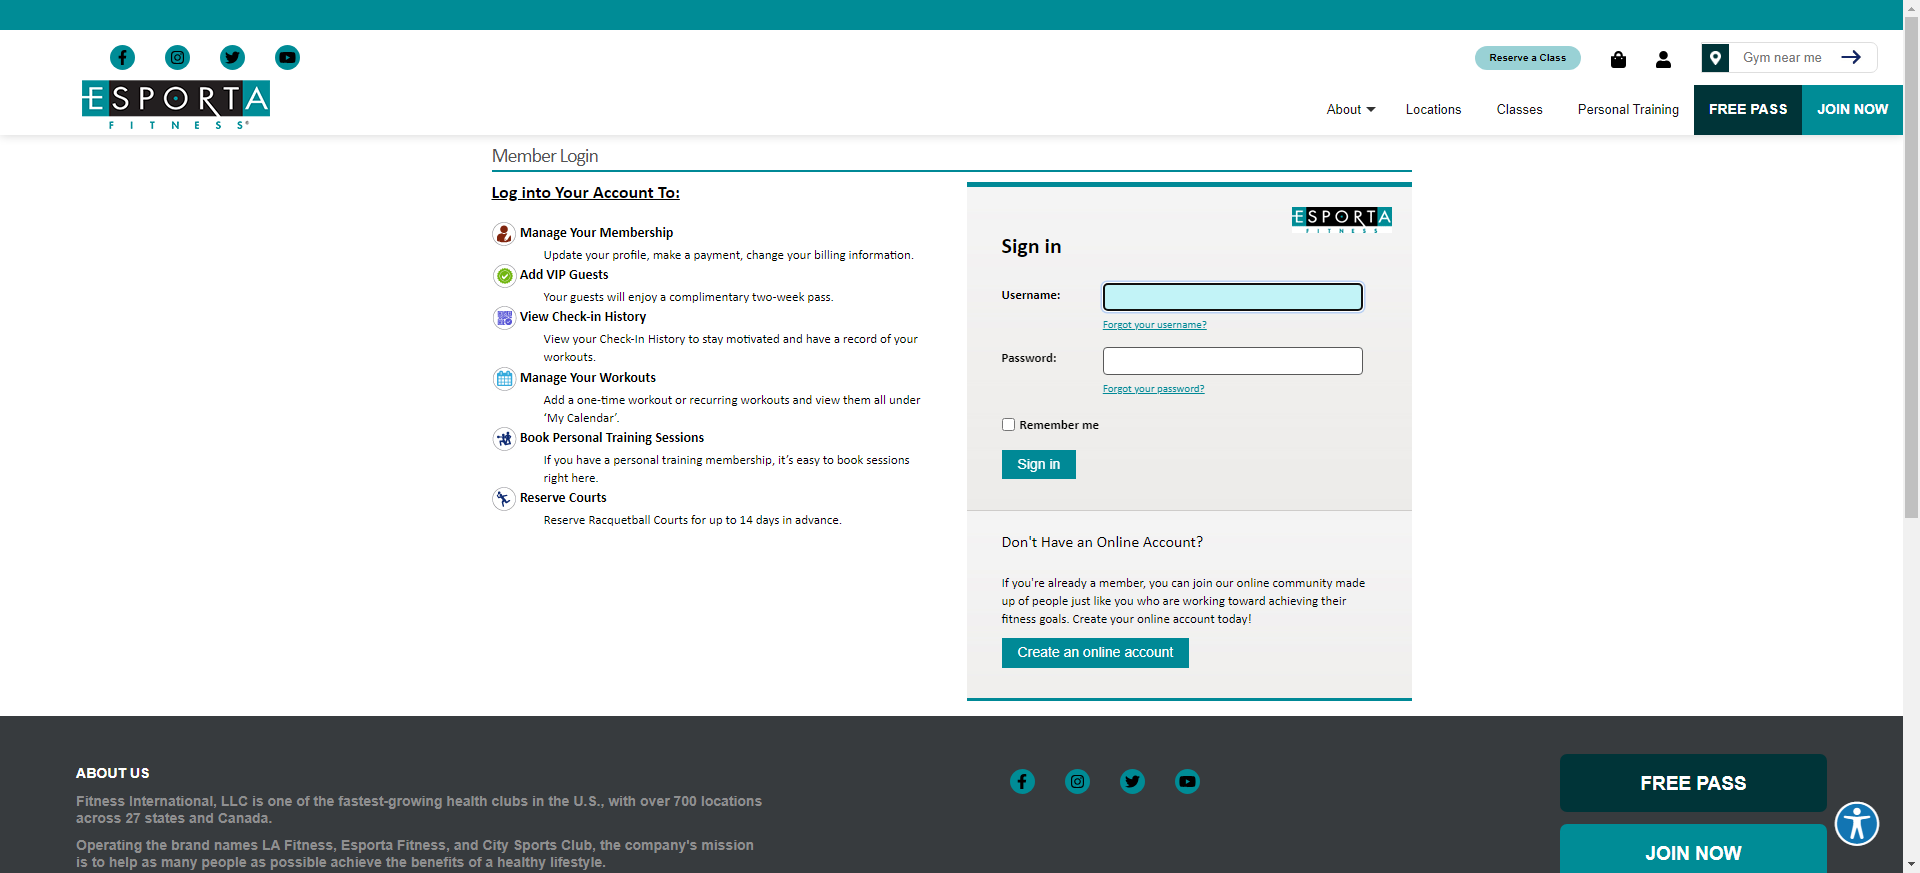 Reserve a Class
Gym near me
ESPORTA
FITNESS®
About
Locations
Classes
Personal Training
FREE PASS
JOIN NOW
Member Login
Log into Your Account To:
Manage Your Membership
Update your profile, make a payment, change your billing information.
Add VIP Guests
Your guests will enjoy a complimentary two-week pass.
View Check-in History
View your Check-In History to stay motivated and have a record of your
workouts.
Manage Your Workouts
Add a one-time workout or recurring workouts and view them all under
‘My Calendar’.
Book Personal Training Sessions
If you have a personal training membership, it’s easy to book sessions
right here.
Reserve Courts
Reserve Racquetball Courts for up to 14 days in advance.
ESPORTA
FITNESS
Sign in
Username:
Forgot your username?
Password:
Forgot your password?
Remember me
Sign in
Don't Have an Online Account?
If you're already a member, you can join our online community made
up of people just like you who are working toward achieving their
fitness goals. Create your online account today!
Create an online account
ABOUT US
Fitness International, LLC is one of the fastest-growing health clubs in the U.S., with over 700 locations
across 27 states and Canada.
Operating the brand names LA Fitness, Esporta Fitness, and City Sports Club, the company's mission
is to help as many people as possible achieve the benefits of a healthy lifestyle.
FREE PASS
JOIN NOW